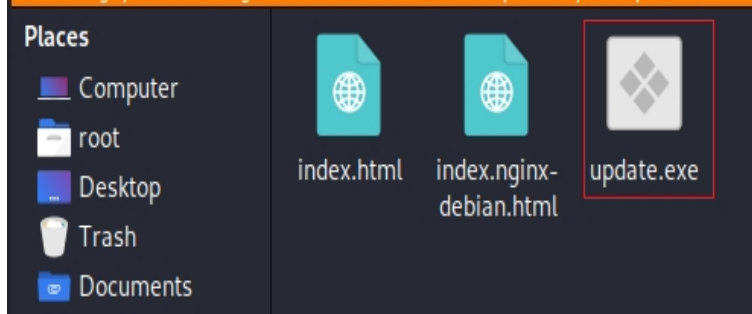 Places
Computer
root
Desktop
Trash
Documents
index.html
index.nginx-
debian.html
update.exe